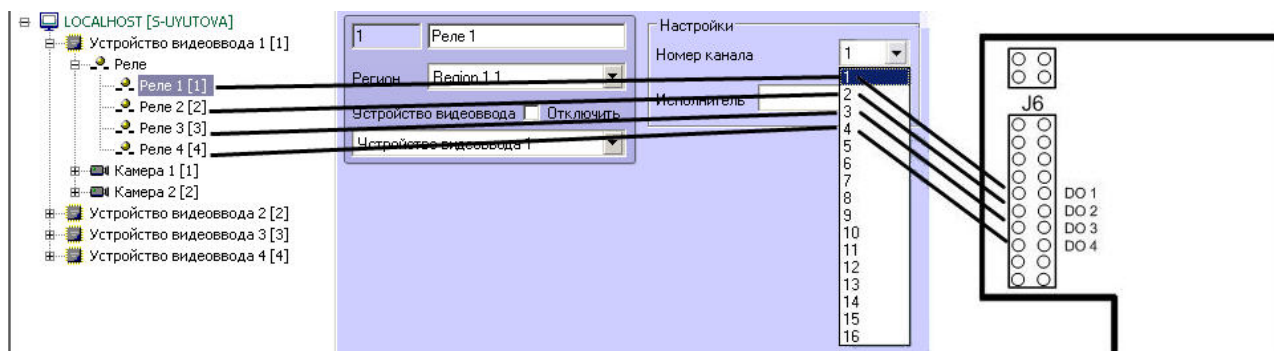 LOCALHOST [S-UYUTOVA]
Устройство видеоввода 1 [1]
Реле
Реле 1 [1]
Реле 2 [2]
Реле 3 [3]
Реле 4 [4]
Камера 1 [1]
Камера 2 [2]
Устройство видеоввода 2 [2]
Устройство видеоввода 3 [3]
Устройство видеоввода 4 [4]
1
Реле 1
Регион
Region 1.1
Устройство видеоввода
Отключить
Устройство видеоввода 1
Настройки
Номер канала
1
Исполнитель
1
2
3
4
5
6
7
8
9
10
11
12
13
14
15
16
J6
DO 1
DO 2
DO 3
DO 4